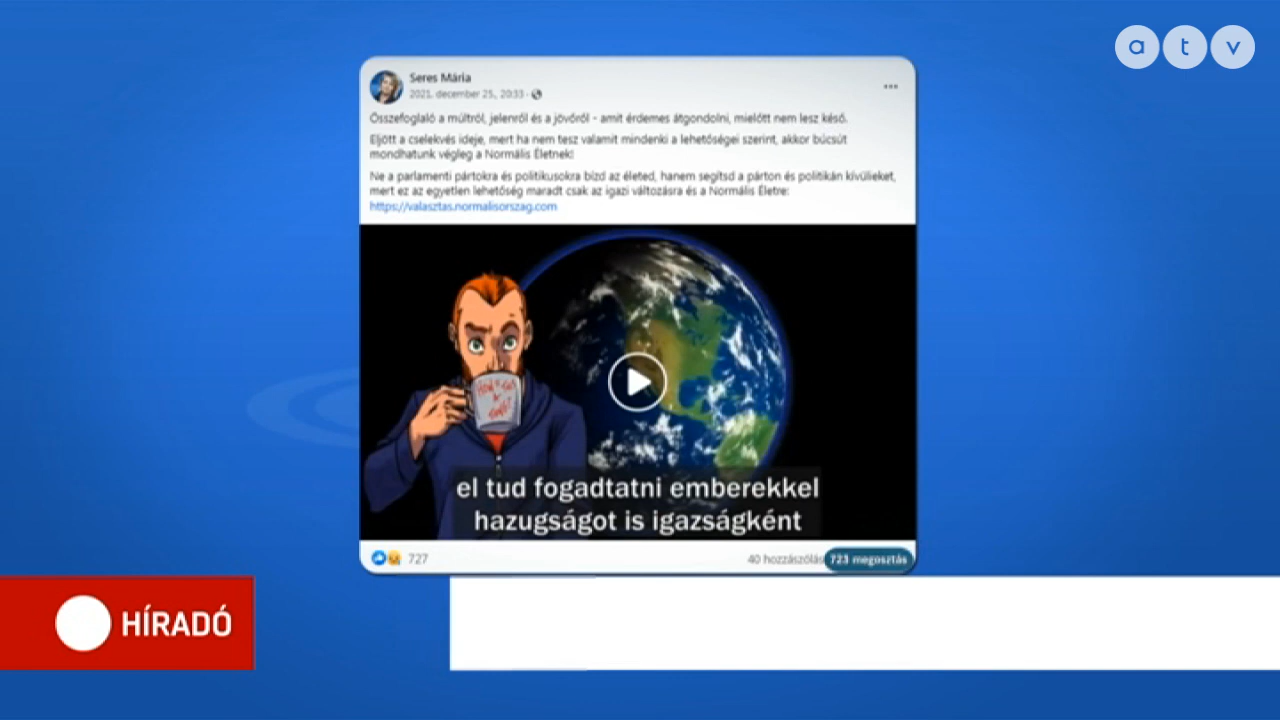 a t v
Seres Mária
2021. december 25., 20:33 ·
Összefoglaló a múltról, jelenről és a jövőről - amit érdemes átgondolni, mielőtt nem lesz késő.
Eljött a cselekvés ideje, mert ha nem tesz valamit mindenki a lehetőségei szerint, akkor búcsút
mondhatunk végleg a Normális Életnek!
Ne a parlamenti pártokra és politikusokra bízd az életed, hanem segítsd a párton és politikán kívülieket,
mert ez az egyetlen lehetőség maradt csak az igazi változásra és a Normális Életre:
https://valasztas.normalisorszag.com
el tud fogadtatni emberekkel
hazugságot is igazságként
727
40 hozzászólás
723 megosztás
HÍRADÓ